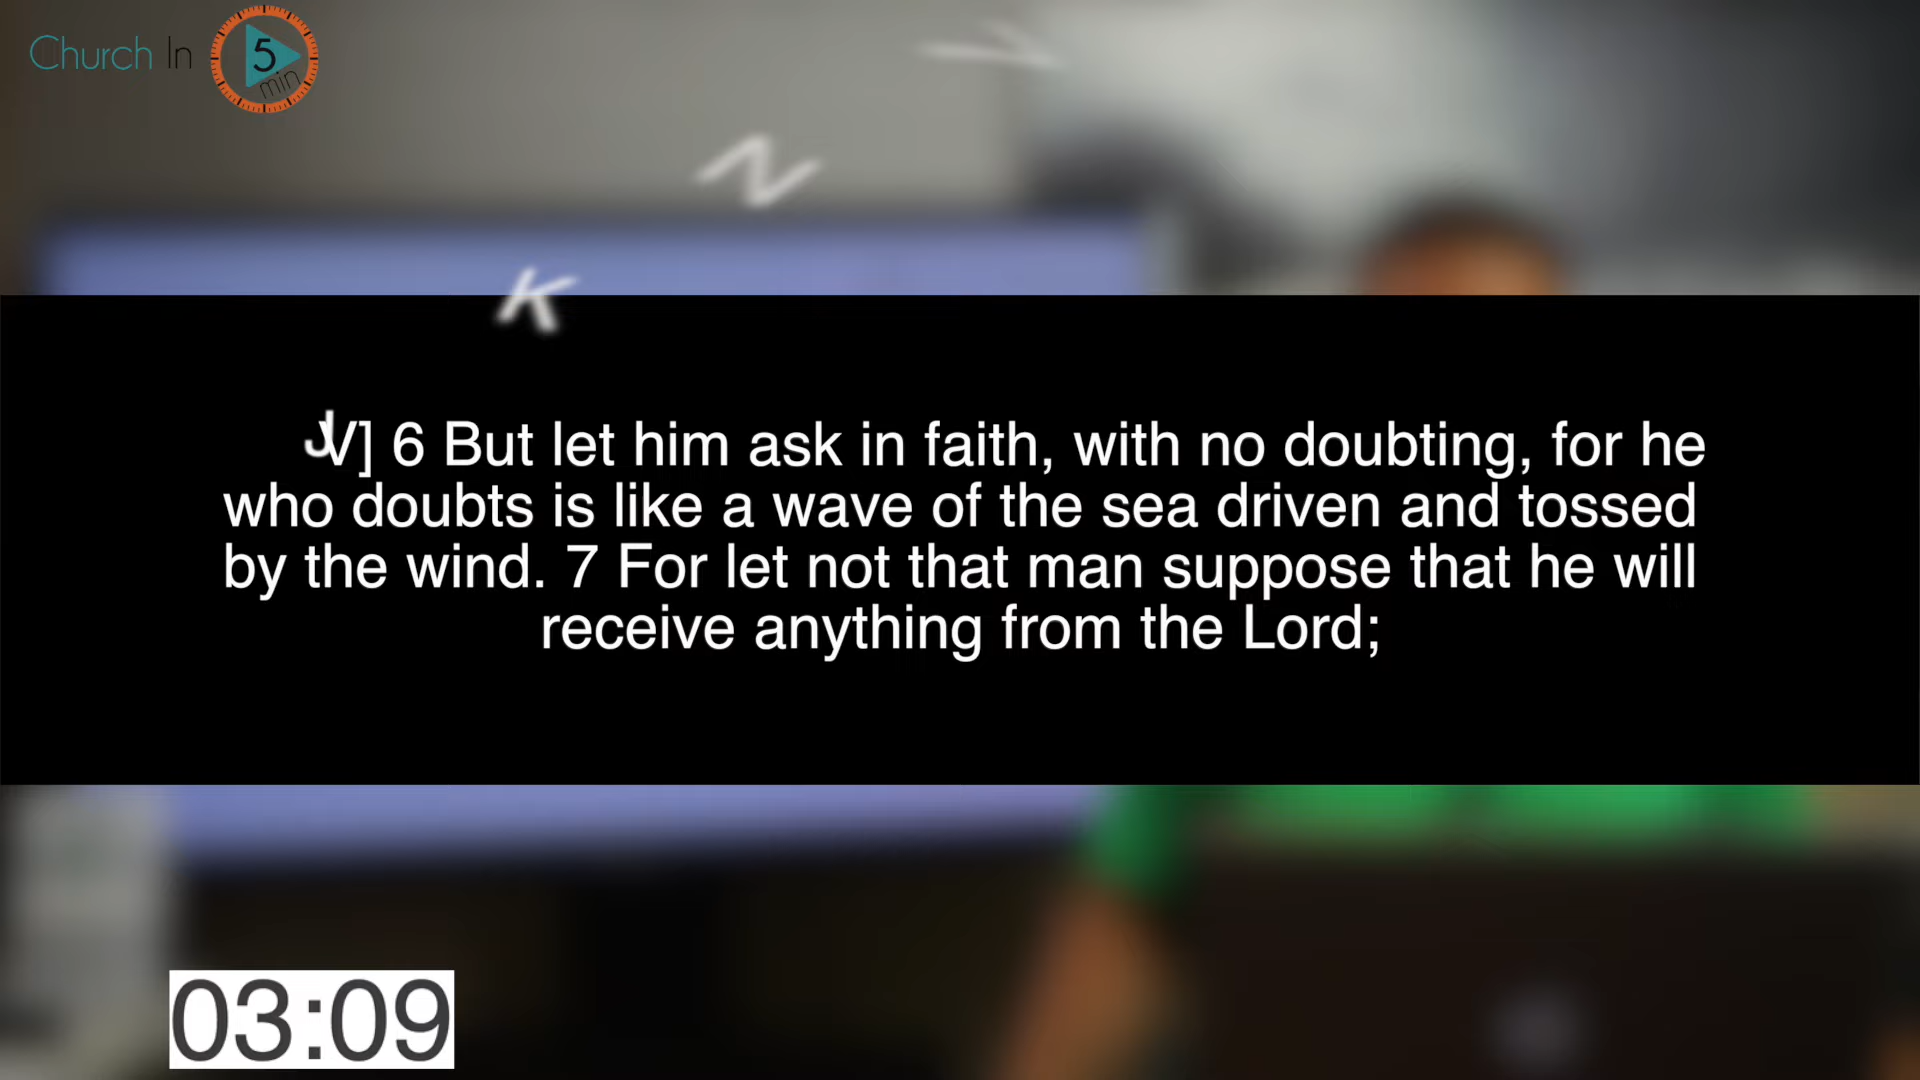 Church In 5 min
N
K
JV] 6 But let him ask in faith, with no doubting, for he
who doubts is like a wave of the sea driven and tossed
by the wind. 7 For let not that man suppose that he will
receive anything from the Lord;
03:09